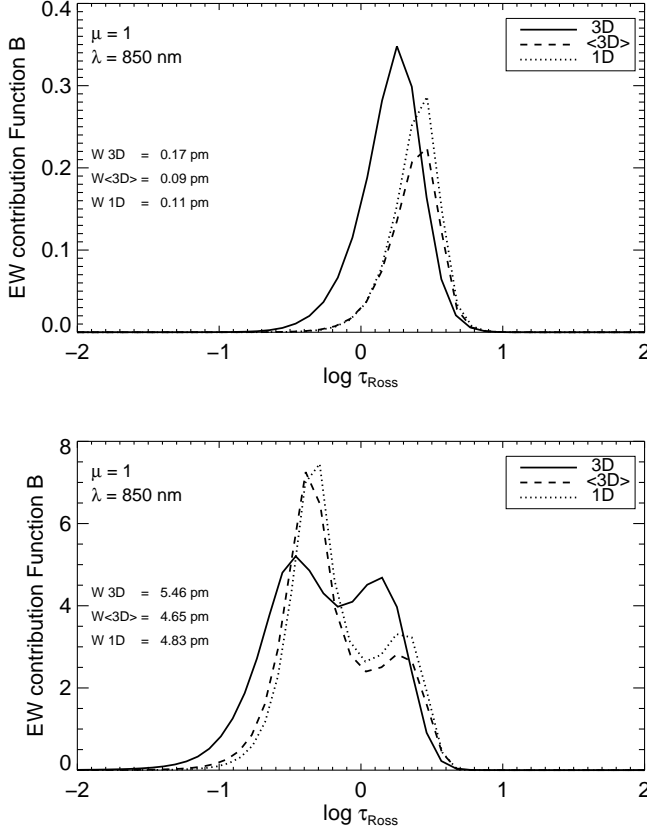 EW contribution Function B
0.4
0.3
0.2
0.1
0.0
μ = 1
λ = 850 nm
W 3D = 0.17 pm
W<3D> = 0.09 pm
W 1D = 0.11 pm
3D
<3D>
1D
−2 −1 0 1 2
log τRoss
EW contribution Function B
8
6
4
2
0
μ = 1
λ = 850 nm
W 3D = 5.46 pm
W<3D> = 4.65 pm
W 1D = 4.83 pm
3D
<3D>
1D
−2 −1 0 1 2
log τRoss